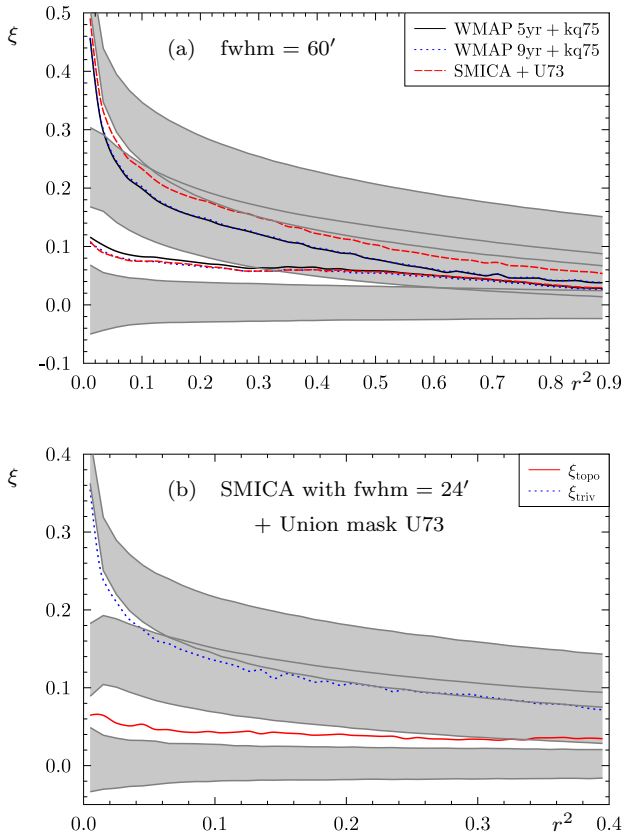 ξ
(a) fwhm = 60′
WMAP 5yr + kq75
WMAP 9yr + kq75
SMICA + U73
0.5
0.4
0.3
0.2
0.1
0.0
-0.1
0.0 0.1 0.2 0.3 0.4 0.5 0.6 0.7 0.8 r² 0.9
ξ
(b) SMICA with fwhm = 24′
+ Union mask U73
ξtopo
ξtriv
0.4
0.3
0.2
0.1
0.0
0.0 0.1 0.2 0.3 r² 0.4